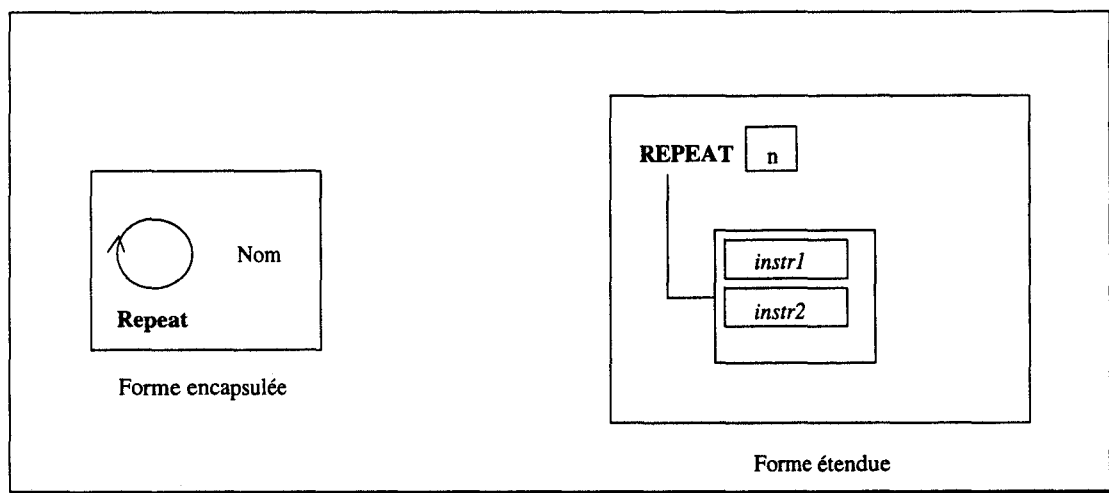 Nom
Repeat
Forme encapsulée
REPEAT n
instr1
instr2
Forme étendue